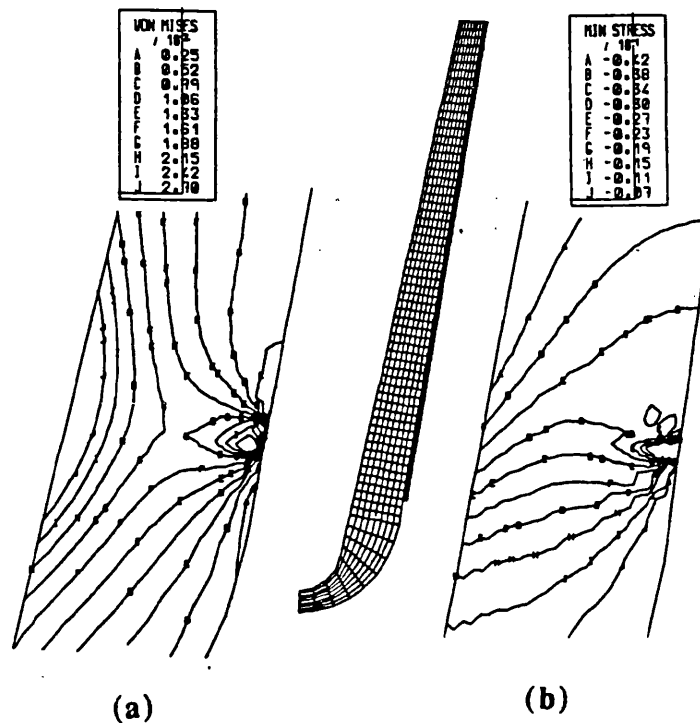 VON MISES
A 0.25
B 0.52
C 0.79
D 1.06
E 1.33
F 1.61
G 1.88
H 2.15
I 2.42
J 2.70
MIN STRESS
A -0.42
B -0.38
C -0.34
D -0.30
E -0.27
F -0.23
G -0.19
H -0.15
I -0.11
J -0.07
(a)
(b)